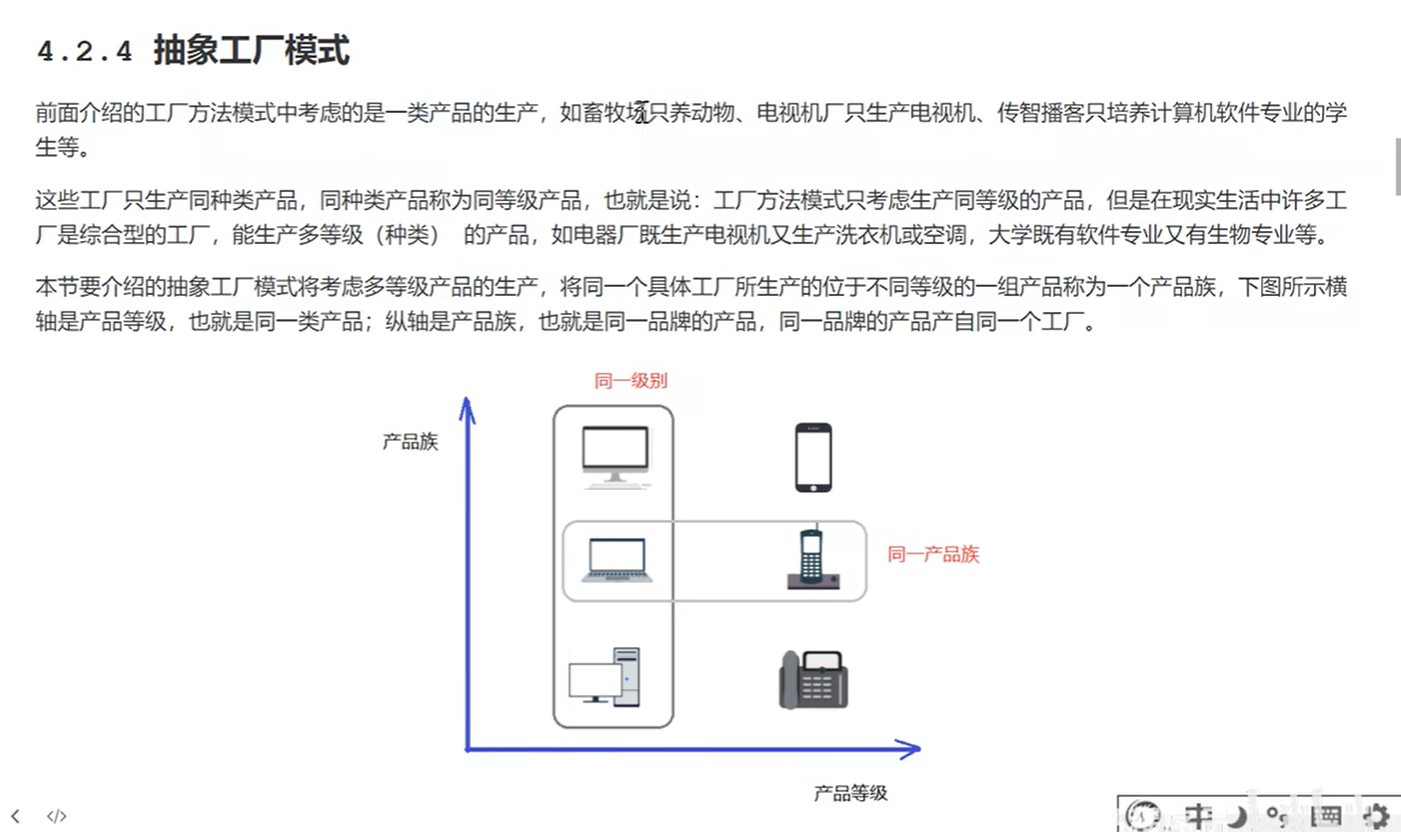 4.2.4 抽象工厂模式
前面介绍的工厂方法模式中考虑的是一类产品的生产，如畜牧场只养动物、电视机厂只生产电视机、传智播客只培养计算机软件专业的学
生等。
这些工厂只生产同种类产品，同种类产品称为同等级产品，也就是说：工厂方法模式只考虑生产同等级的产品，但是在现实生活中许多工
厂是综合型的工厂，能生产多等级（种类） 的产品，如电器厂既生产电视机又生产洗衣机或空调，大学既有软件专业又有生物专业等。
本节要介绍的抽象工厂模式将考虑多等级产品的生产，将同一个具体工厂所生产的位于不同等级的一组产品称为一个产品族，下图所示横
轴是产品等级，也就是同一类产品；纵轴是产品族，也就是同一品牌的产品，同一品牌的产品产自同一个工厂。
同一级别
产品族
同一产品族
产品等级